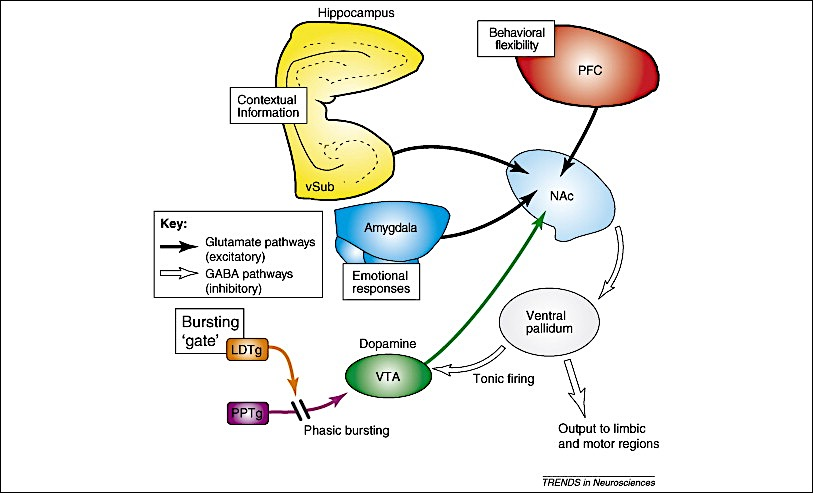 Hippocampus
Behavioral
flexibility
PFC
Contextual
Information
vSub
NAc
Amygdala
Emotional
responses
Key:
Glutamate pathways
(excitatory)
GABA pathways
(inhibitory)
Bursting
'gate'
LDTg
PPTg
Phasic bursting
Dopamine
VTA
Ventral
pallidum
Tonic firing
Output to limbic
and motor regions
TRENDS in Neurosciences